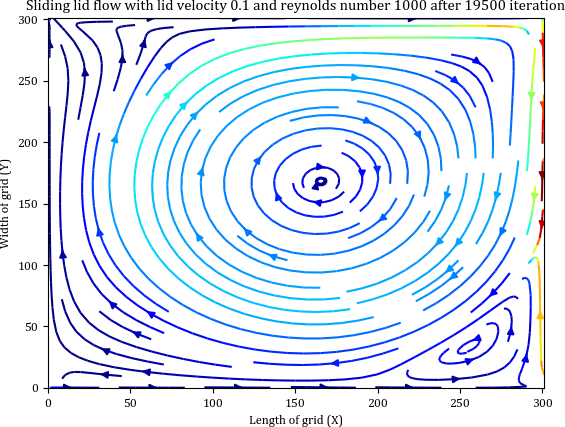 Sliding lid flow with lid velocity 0.1 and reynolds number 1000 after 19500 iteration
300
250
200
150
100
50
0
Width of grid (Y)
0 50 100 150 200 250 300
Length of grid (X)